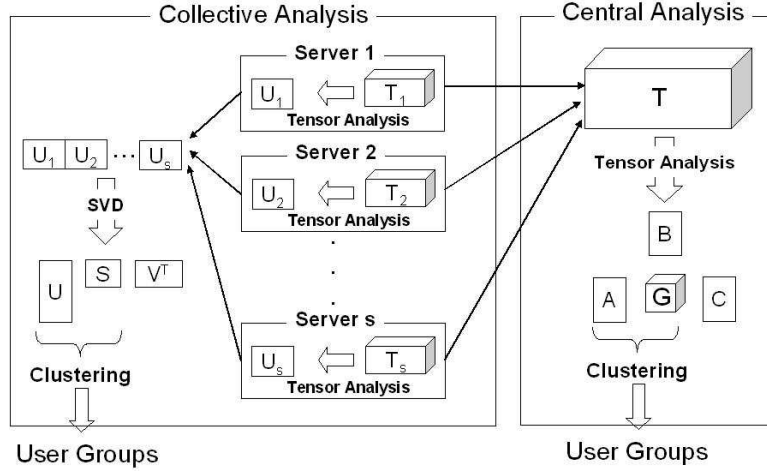 Collective Analysis
Central Analysis
Server 1
U1
T1
Tensor Analysis
T
Server 2
U1 U2 ... Us
U2
T2
Tensor Analysis
Tensor Analysis
SVD
B
U
S
V^T
A
G
C
Server s
Us
Ts
Tensor Analysis
Clustering
Clustering
User Groups
User Groups